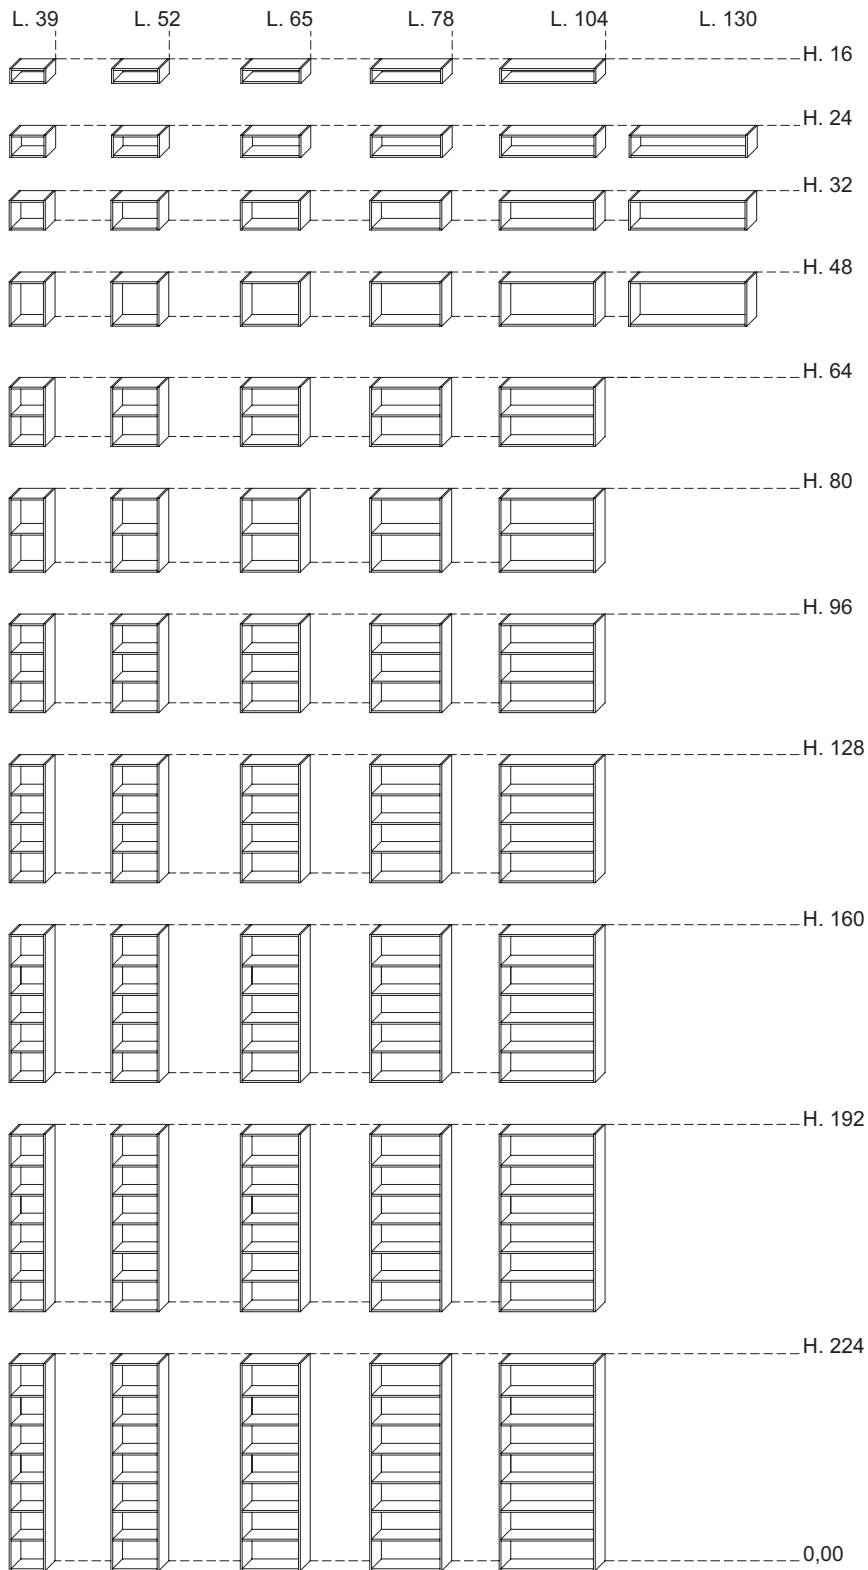 L. 39 L. 52 L. 65 L. 78 L. 104 L. 130
H. 16
H. 24
H. 32
H. 48
H. 64
H. 80
H. 96
H. 128
H. 160
H. 192
H. 224
0,00